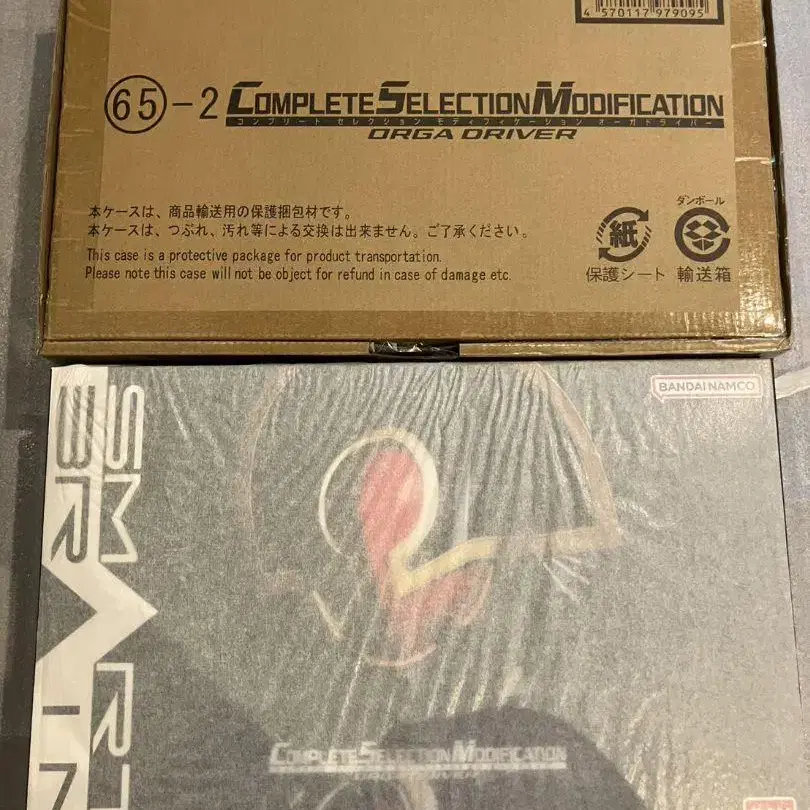 4 570117 979095
65-2 COMPLETE SELECTION MODIFICATION
コンプリート セレクション モディフィケーション オーガドライバー
ORGA DRIVER
本ケースは、商品輸送用の保護梱包材です。
本ケースは、つぶれ、汚れ等による交換は出来ません。ご了承ください。
This case is a protective package for product transportation.
Please note this case will not be object for refund in case of damage etc.
紙
保護シート
ダンボール
輸送箱
BANDAI NAMCO
SMART
BRAIN
COMPLETE SELECTION MODIFICATION
ORGA DRIVER